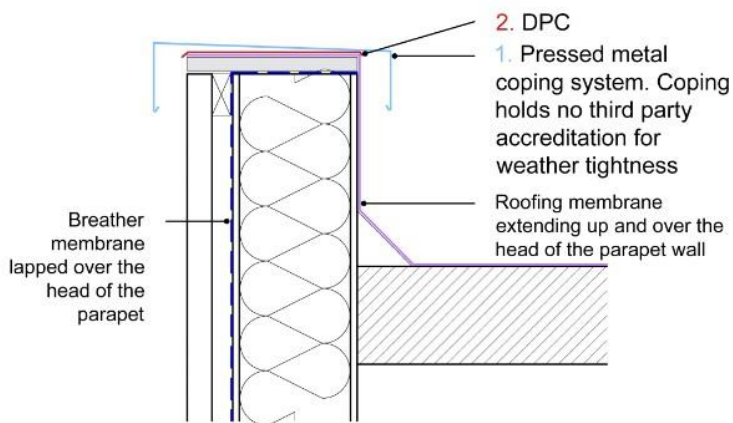 2. DPC
1. Pressed metal
coping system. Coping
holds no third party
accreditation for
weather tightness
Roofing membrane
extending up and over the
head of the parapet wall
Breather
membrane
lapped over the
head of the
parapet